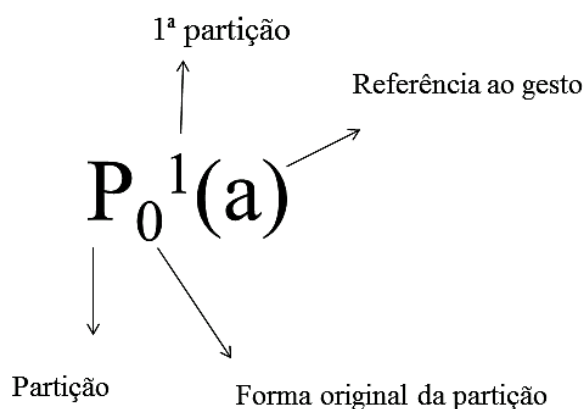 1ª partição
Referência ao gesto
P₀¹(a)
Partição
Forma original da partição